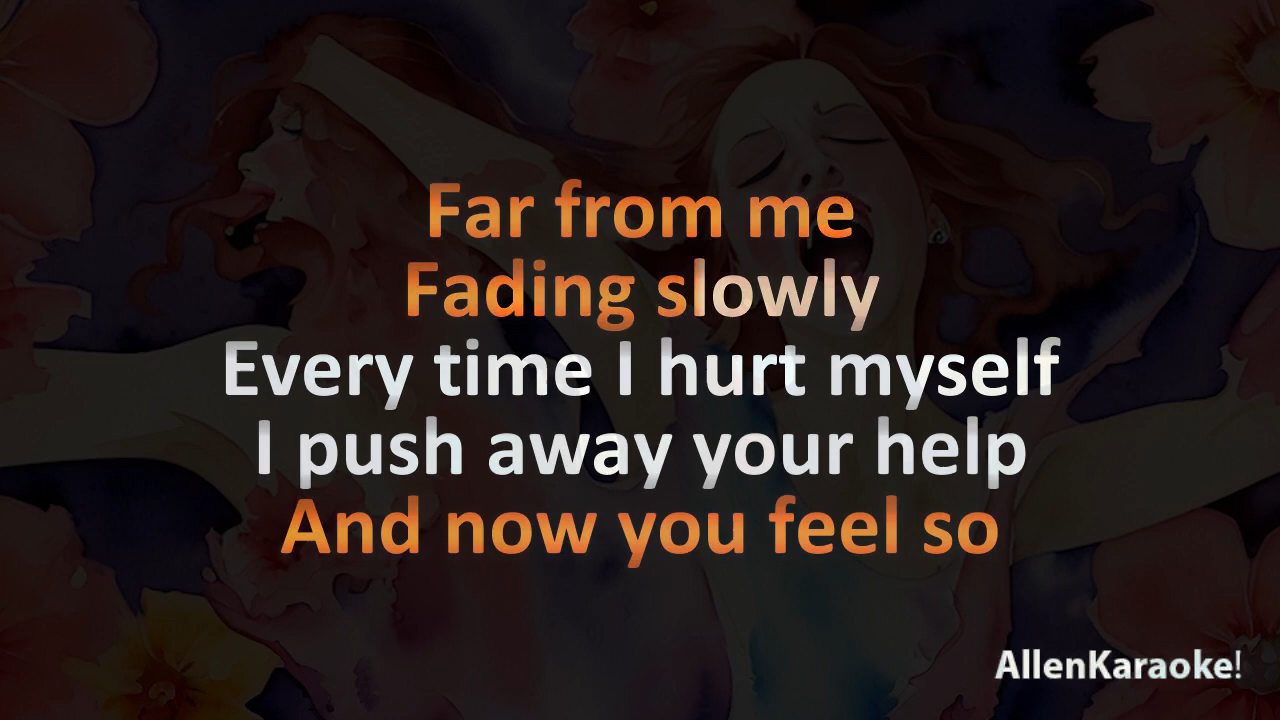 Far from me
Fading slowly
Every time I hurt myself
I push away your help
And now you feel so
AllenKaraoke!